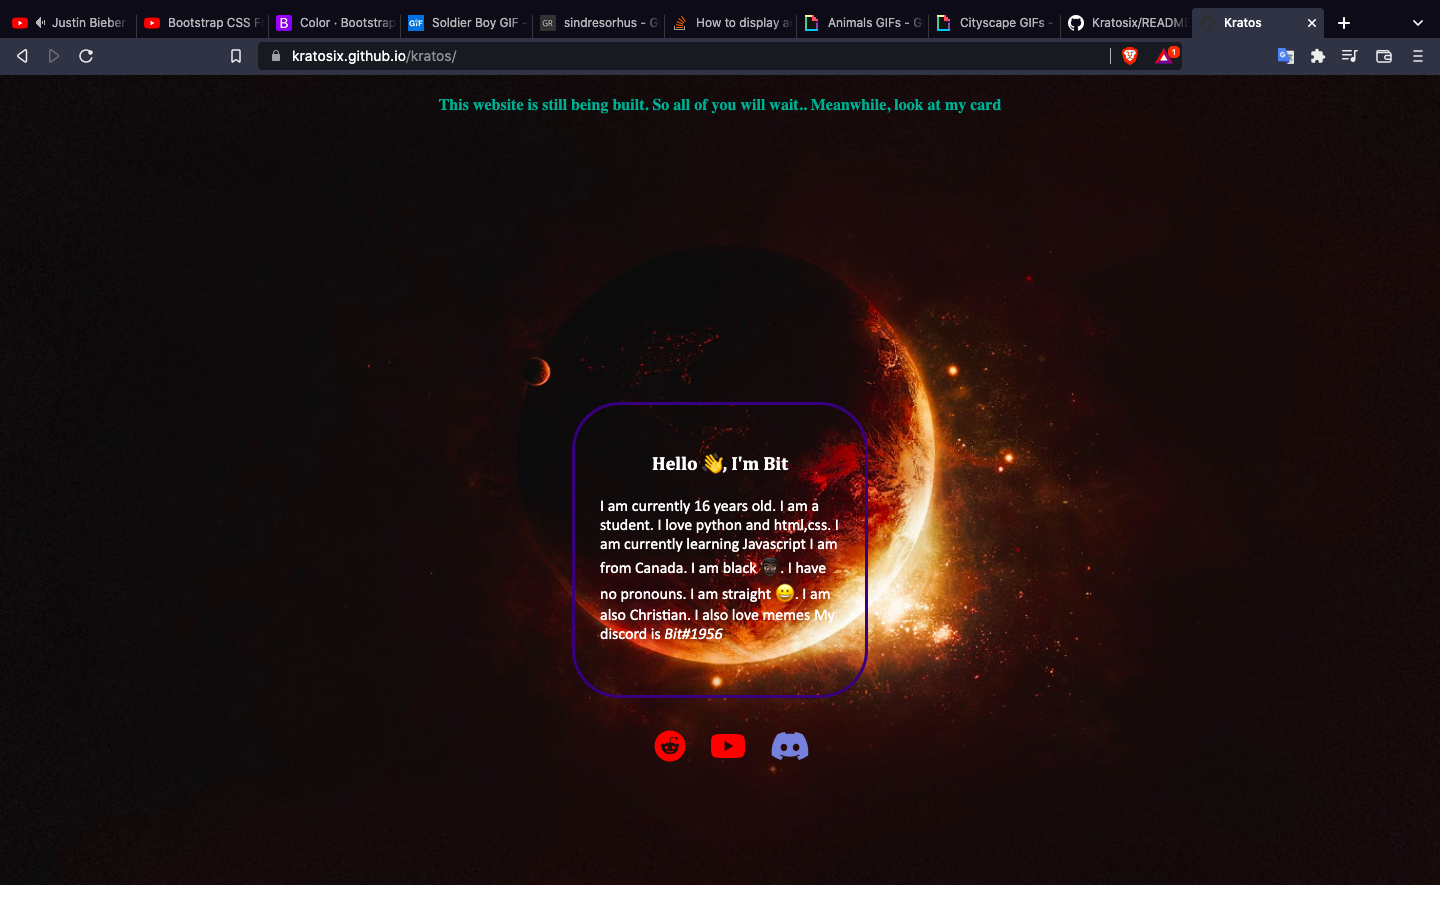 Justin Bieber
Bootstrap CSS F
Color · Bootstrap
GIF
Soldier Boy GIF -
GR
sindresorhus - G
How to display a
Animals GIFs - G
Cityscape GIFs -
Kratosix/READM
Kratos
kratosix.github.io/kratos/
1
This website is still being built. So all of you will wait.. Meanwhile, look at my card
Hello 👋, I'm Bit
I am currently 16 years old. I am a
student. I love python and html,css. I
am currently learning Javascript I am
from Canada. I am black . I have
no pronouns. I am straight 😀. I am
also Christian. I also love memes My
discord is Bit#1956